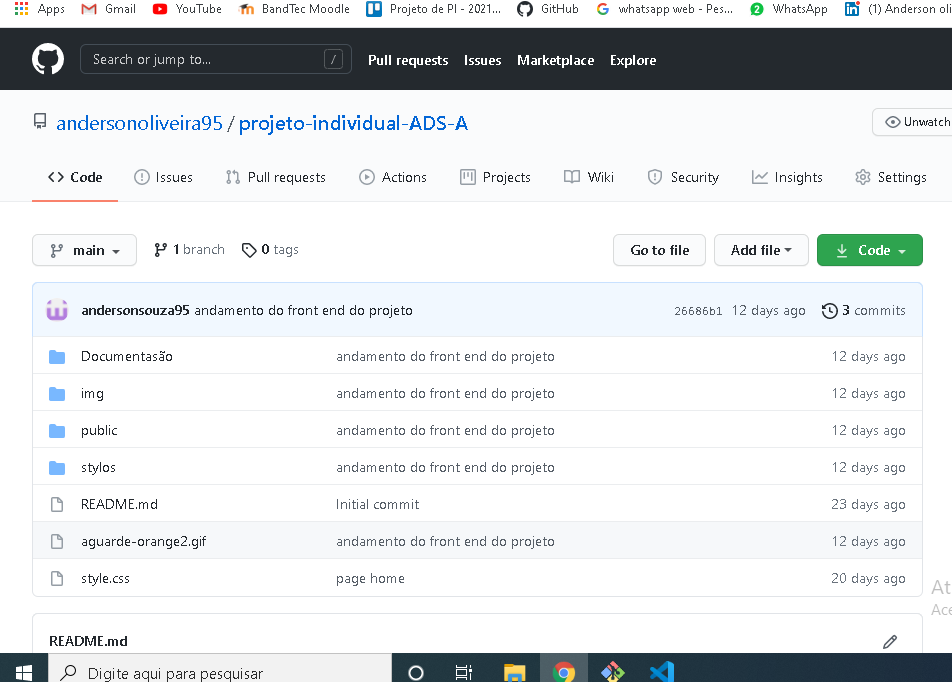 Apps Gmail YouTube BandTec Moodle Projeto de PI - 2021... GitHub whatsapp web - Pes... WhatsApp (1) Anderson oli
Search or jump to... / Pull requests Issues Marketplace Explore
andersonoliveira95 / projeto-individual-ADS-A Unwatch
Code Issues Pull requests Actions Projects Wiki Security Insights Settings
main 1 branch 0 tags Go to file Add file Code
andersonsouza95 andamento do front end do projeto 26686b1 12 days ago 3 commits
Documentasão andamento do front end do projeto 12 days ago
img andamento do front end do projeto 12 days ago
public andamento do front end do projeto 12 days ago
stylos andamento do front end do projeto 12 days ago
README.md Initial commit 23 days ago
aguarde-orange2.gif andamento do front end do projeto 12 days ago
style.css page home 20 days ago
At
Ace
README.md
Digite aqui para pesquisar